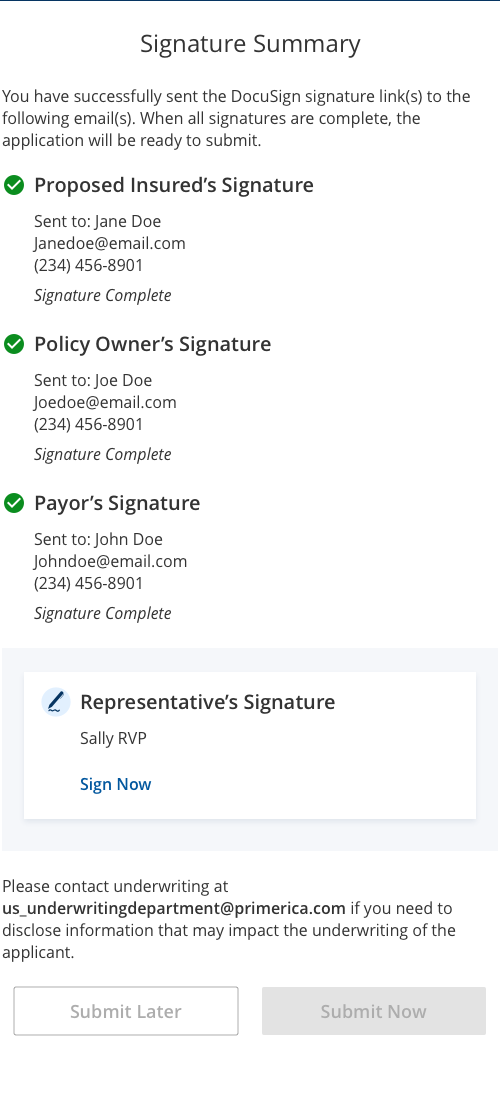 Signature Summary
You have successfully sent the DocuSign signature link(s) to the
following email(s). When all signatures are complete, the
application will be ready to submit.
Proposed Insured’s Signature
Sent to: Jane Doe
Janedoe@email.com
(234) 456-8901
Signature Complete
Policy Owner’s Signature
Sent to: Joe Doe
Joedoe@email.com
(234) 456-8901
Signature Complete
Payor’s Signature
Sent to: John Doe
Johndoe@email.com
(234) 456-8901
Signature Complete
Representative’s Signature
Sally RVP
Sign Now
Please contact underwriting at
us_underwritingdepartment@primerica.com if you need to
disclose information that may impact the underwriting of the
applicant.
Submit Later
Submit Now